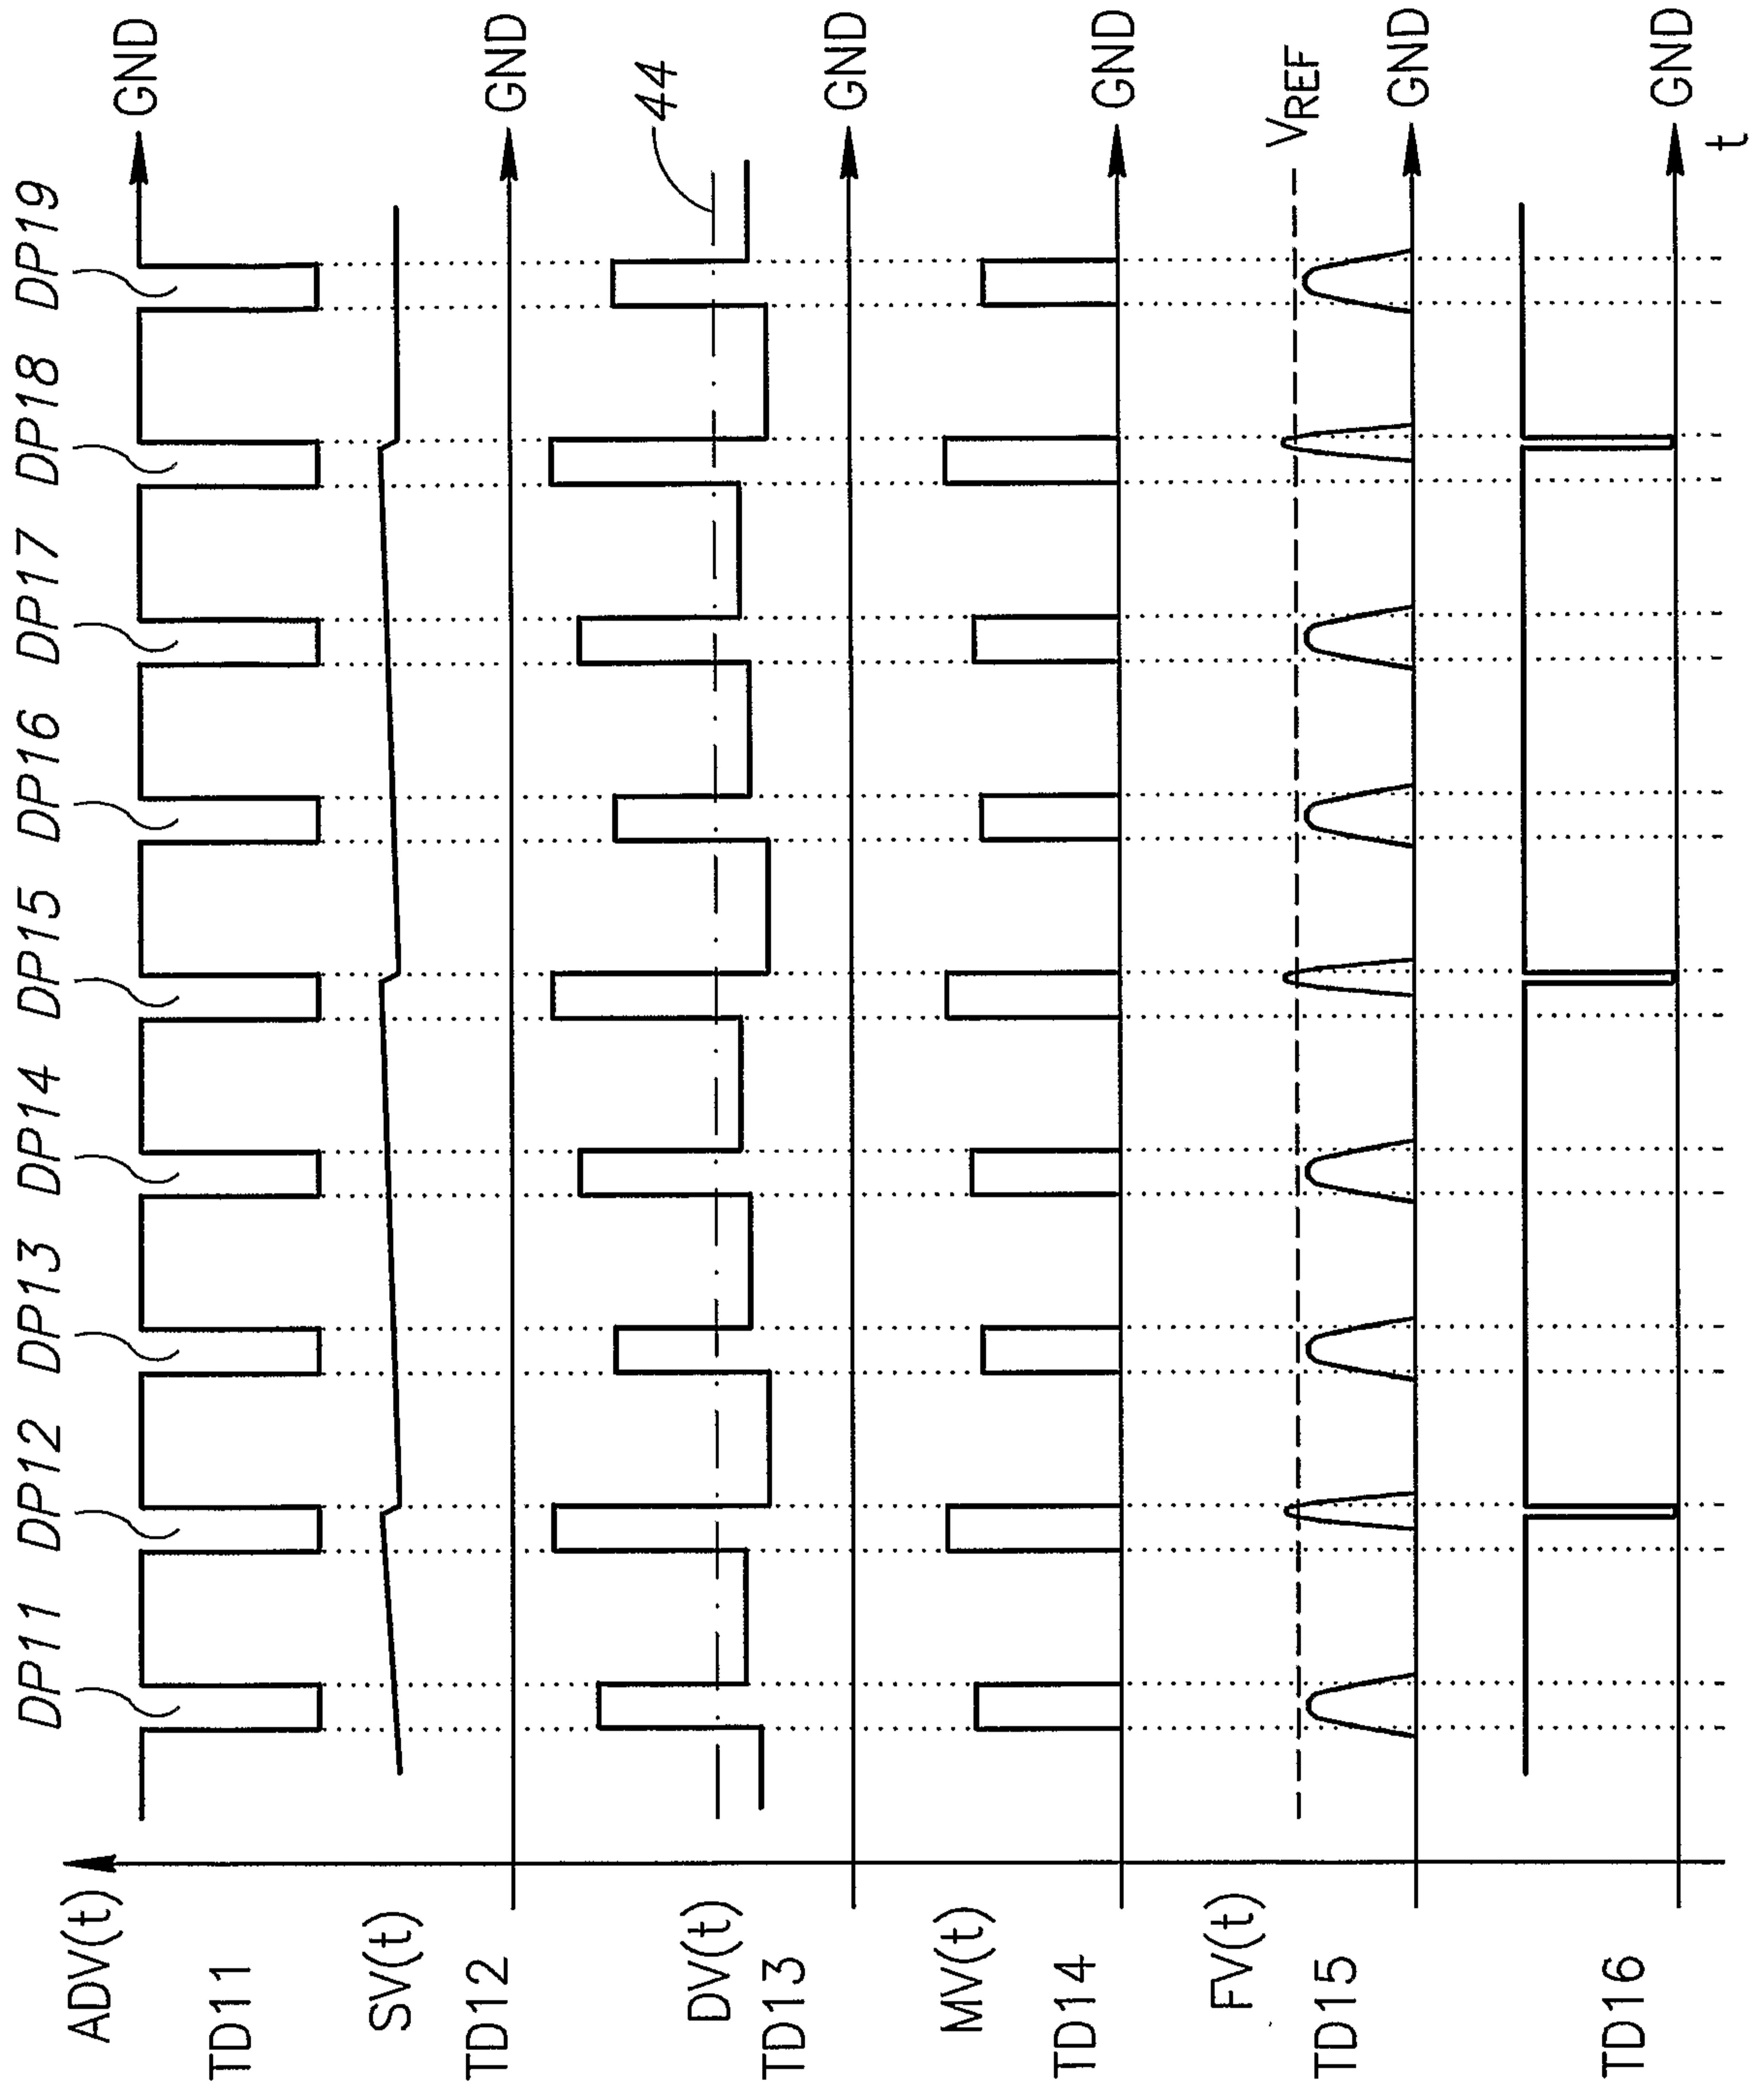 DP11 DP12 DP13 DP14 DP15 DP16 DP17 DP18 DP19
ADV(t)
GND
TD11
SV(t)
GND
TD12
44
DV(t)
GND
TD13
MV(t)
GND
TD14
VREF
FV(t)
GND
TD15
GND
t
TD16